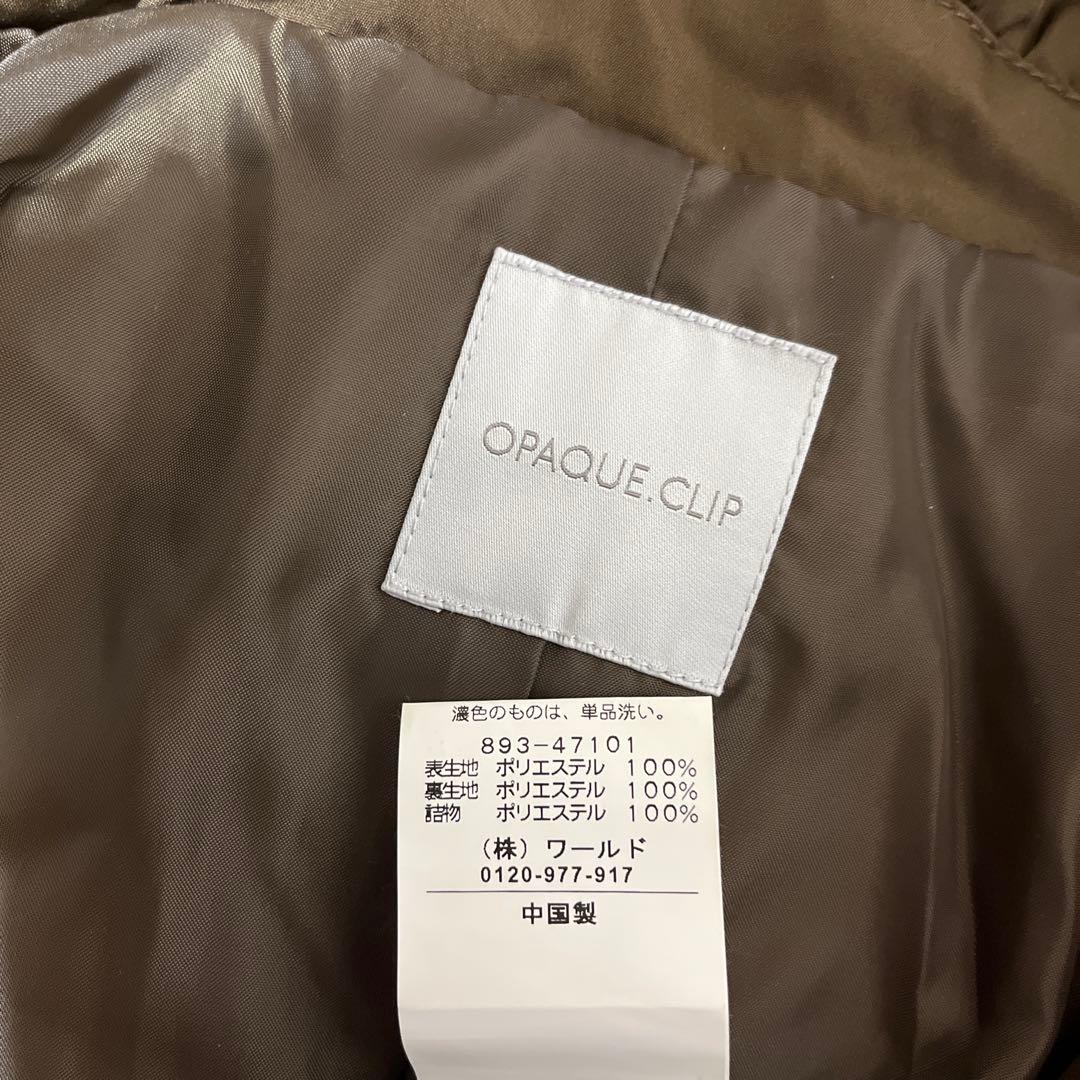 OPAQUE.CLIP
濃色のものは、単品洗い。
893-47101
表生地 ポリエステル 100%
裏生地 ポリエステル 100%
詰物 ポリエステル 100%
(株) ワールド
0120-977-917
中国製